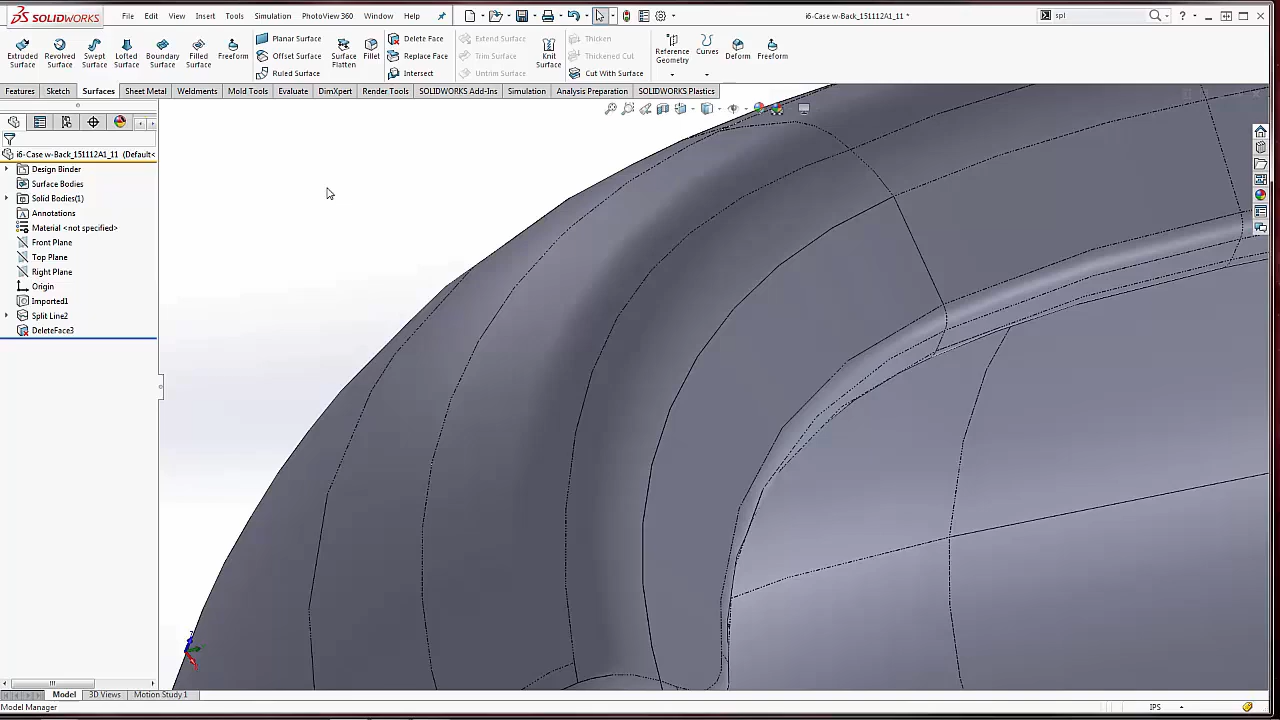 SOLIDWORKS File Edit View Insert Tools Simulation PhotoView 360 Window Help i6-Case w-Back_151112A1_11 * spl
Extruded Surface
Revolved Surface
Swept Surface
Lofted Surface
Boundary Surface
Filled Surface
Freeform
Planar Surface
Offset Surface
Ruled Surface
Surface Flatten
Fillet
Delete Face
Replace Face
Intersect
Extend Surface
Trim Surface
Untrim Surface
Knit Surface
Thicken
Thickened Cut
Cut With Surface
Reference Geometry
Curves
Deform
Freeform
Features Sketch Surfaces Sheet Metal Weldments Mold Tools Evaluate DimXpert Render Tools SOLIDWORKS Add-Ins Simulation Analysis Preparation SOLIDWORKS Plastics
i6-Case w-Back_151112A1_11 (Default<
Design Binder
Surface Bodies
Solid Bodies(1)
Annotations
Material <not specified>
Front Plane
Top Plane
Right Plane
Origin
Imported1
Split Line2
DeleteFace3
Model 3D Views Motion Study 1
Model Manager IPS